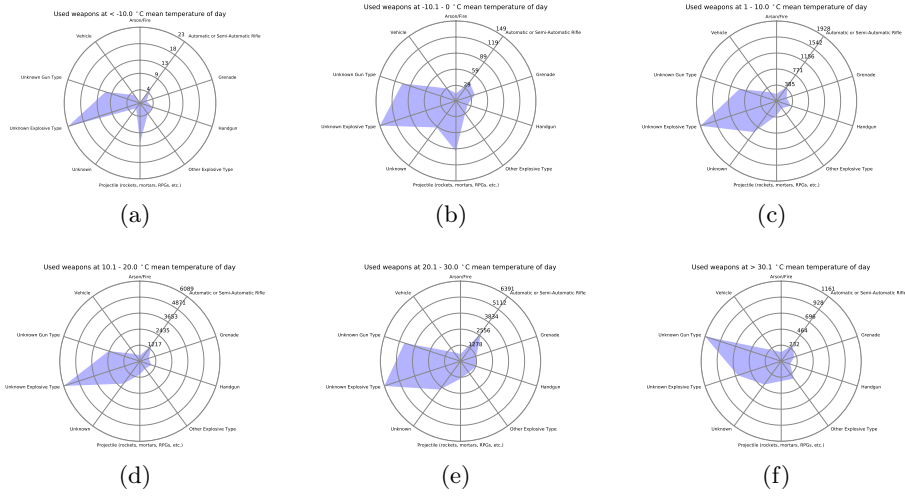 Used weapons at < -10.0 °C mean temperature of day
Arson/Fire
Automatic or Semi-Automatic Rifle
Grenade
Handgun
Other Explosive Type
Projectile (rockets, mortars, RPGs, etc.)
Unknown
Unknown Explosive Type
Unknown Gun Type
Vehicle
4
9
13
18
23
(a)
Used weapons at -10.1 - 0 °C mean temperature of day
Arson/Fire
Automatic or Semi-Automatic Rifle
Grenade
Handgun
Other Explosive Type
Projectile (rockets, mortars, RPGs, etc.)
Unknown
Unknown Explosive Type
Unknown Gun Type
Vehicle
29
59
89
119
149
(b)
Used weapons at 1 - 10.0 °C mean temperature of day
Arson/Fire
Automatic or Semi-Automatic Rifle
Grenade
Handgun
Other Explosive Type
Projectile (rockets, mortars, RPGs, etc.)
Unknown
Unknown Explosive Type
Unknown Gun Type
Vehicle
385
771
1156
1542
1928
(c)
Used weapons at 10.1 - 20.0 °C mean temperature of day
Arson/Fire
Automatic or Semi-Automatic Rifle
Grenade
Handgun
Other Explosive Type
Projectile (rockets, mortars, RPGs, etc.)
Unknown
Unknown Explosive Type
Unknown Gun Type
Vehicle
1217
2435
3653
4871
6089
(d)
Used weapons at 20.1 - 30.0 °C mean temperature of day
Arson/Fire
Automatic or Semi-Automatic Rifle
Grenade
Handgun
Other Explosive Type
Projectile (rockets, mortars, RPGs, etc.)
Unknown
Unknown Explosive Type
Unknown Gun Type
Vehicle
1278
2556
3834
5112
6391
(e)
Used weapons at > 30.1 °C mean temperature of day
Arson/Fire
Automatic or Semi-Automatic Rifle
Grenade
Handgun
Other Explosive Type
Projectile (rockets, mortars, RPGs, etc.)
Unknown
Unknown Explosive Type
Unknown Gun Type
Vehicle
232
464
696
928
1161
(f)